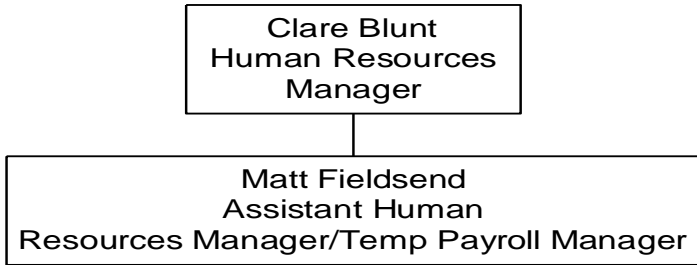 Clare Blunt
Human Resources
Manager
Matt Fieldsend
Assistant Human
Resources Manager/Temp Payroll Manager